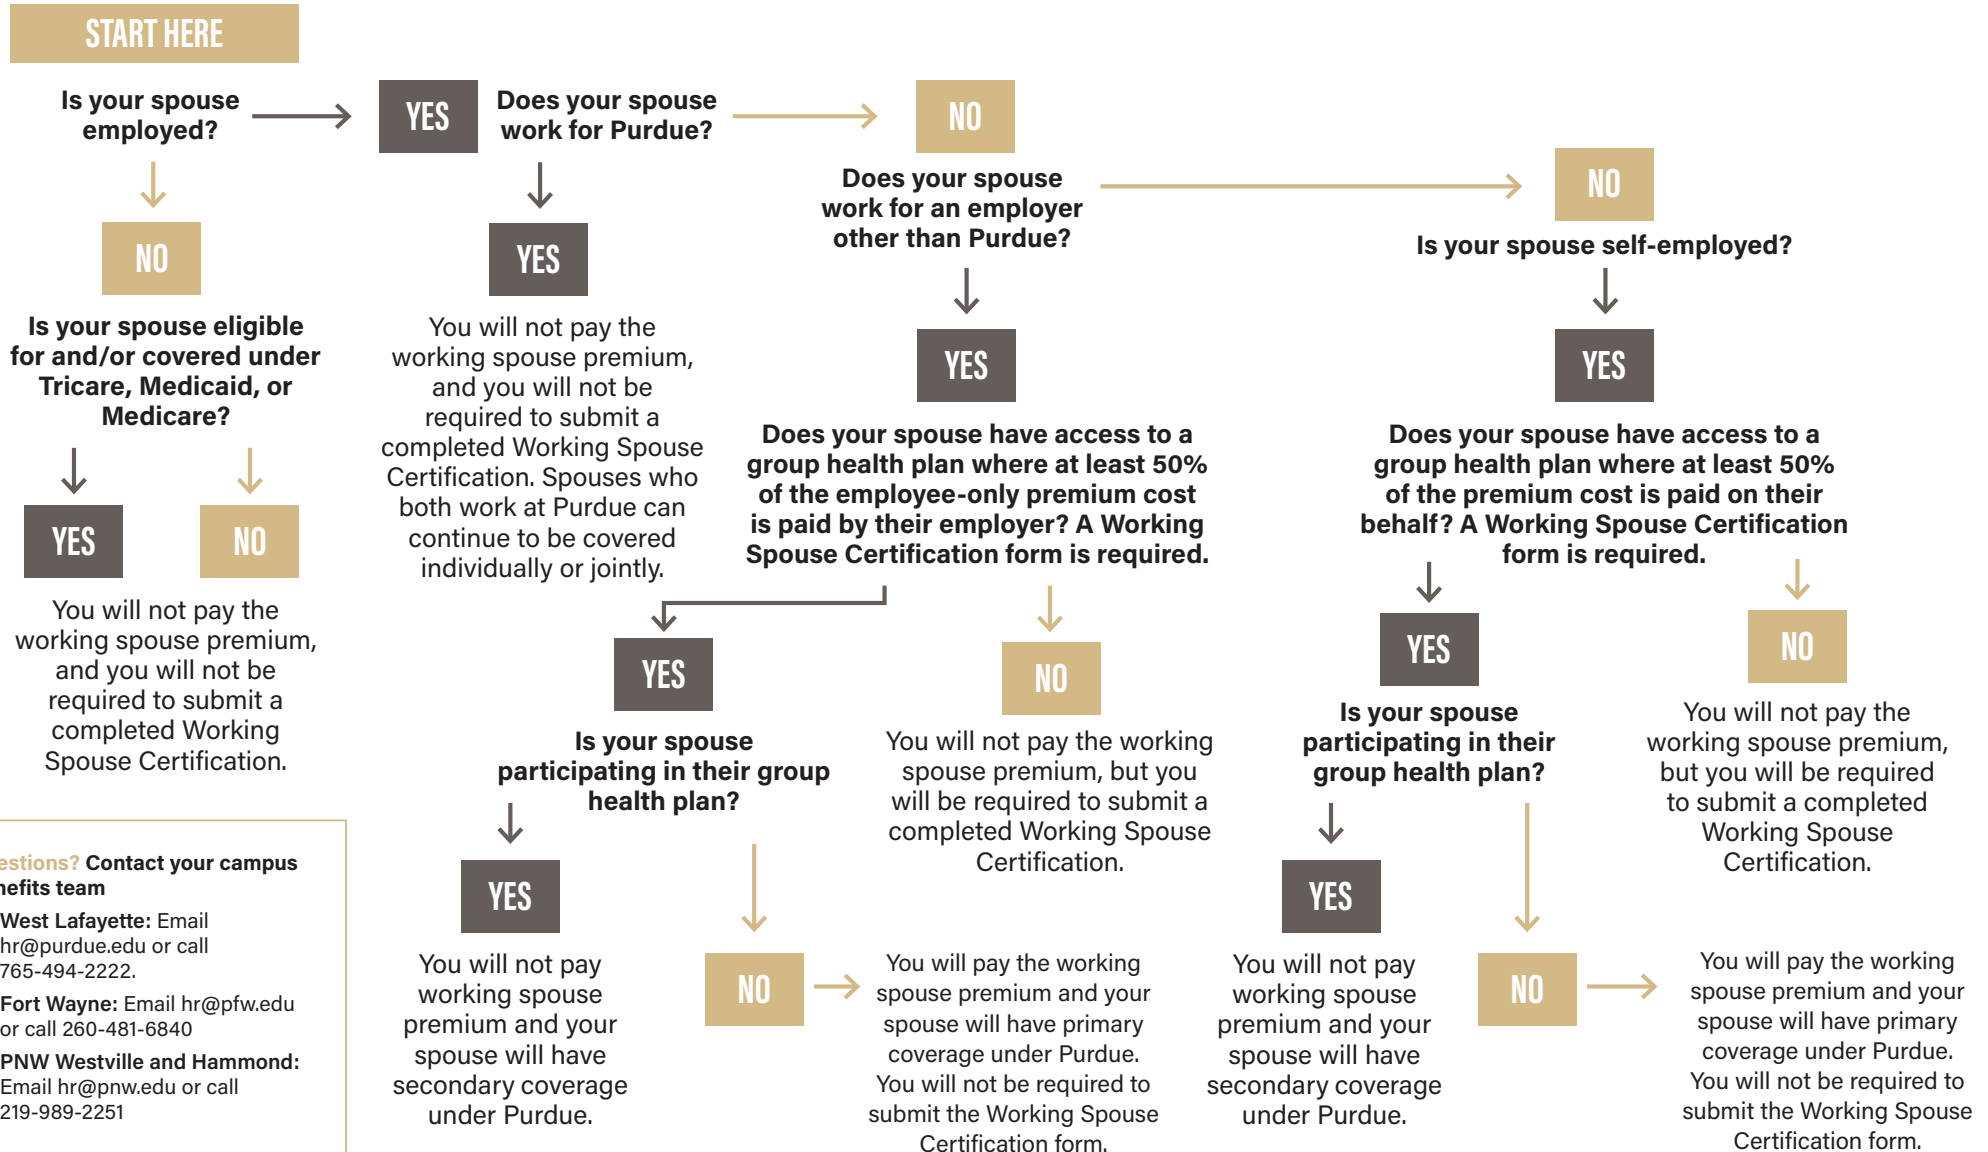 START HERE
Is your spouse
employed?
YES
Does your spouse
work for Purdue?
NO
Does your spouse
work for an employer
other than Purdue?
NO
Is your spouse self-employed?
NO
Is your spouse eligible
for and/or covered under
Tricare, Medicaid, or
Medicare?
YES
NO
You will not pay the
working spouse premium,
and you will not be
required to submit a
completed Working
Spouse Certification.
YES
You will not pay the
working spouse premium,
and you will not be
required to submit a
completed Working Spouse
Certification. Spouses who
both work at Purdue can
continue to be covered
individually or jointly.
YES
Does your spouse have access to a
group health plan where at least 50%
of the employee-only premium cost
is paid by their employer? A Working
Spouse Certification form is required.
YES
Is your spouse
participating in their group
health plan?
NO
You will not pay the working
spouse premium, but you
will be required to submit a
completed Working Spouse
Certification.
YES
You will not pay
working spouse
premium and your
spouse will have
secondary coverage
under Purdue.
NO
You will pay the working
spouse premium and your
spouse will have primary
coverage under Purdue.
You will not be required to
submit the Working Spouse
Certification form.
YES
Does your spouse have access to a
group health plan where at least 50%
of the premium cost is paid on their
behalf? A Working Spouse Certification
form is required.
YES
Is your spouse
participating in their
group health plan?
NO
You will not pay the
working spouse premium,
but you will be required
to submit a completed
Working Spouse
Certification.
YES
You will not pay
working spouse
premium and your
spouse will have
secondary coverage
under Purdue.
NO
You will pay the working
spouse premium and your
spouse will have primary
coverage under Purdue.
You will not be required to
submit the Working Spouse
Certification form.
estions? Contact your campus
nefits team
West Lafayette: Email
hr@purdue.edu or call
765-494-2222.
Fort Wayne: Email hr@pfw.edu
or call 260-481-6840
PNW Westville and Hammond:
Email hr@pnw.edu or call
219-989-2251